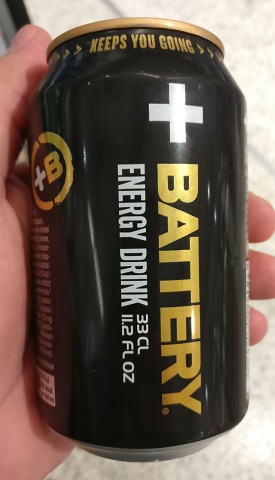 > > > KEEPS YOU GOING > >
+BATTERY®
ENERGY DRINK
33 CL
11.2 FL OZ
+B